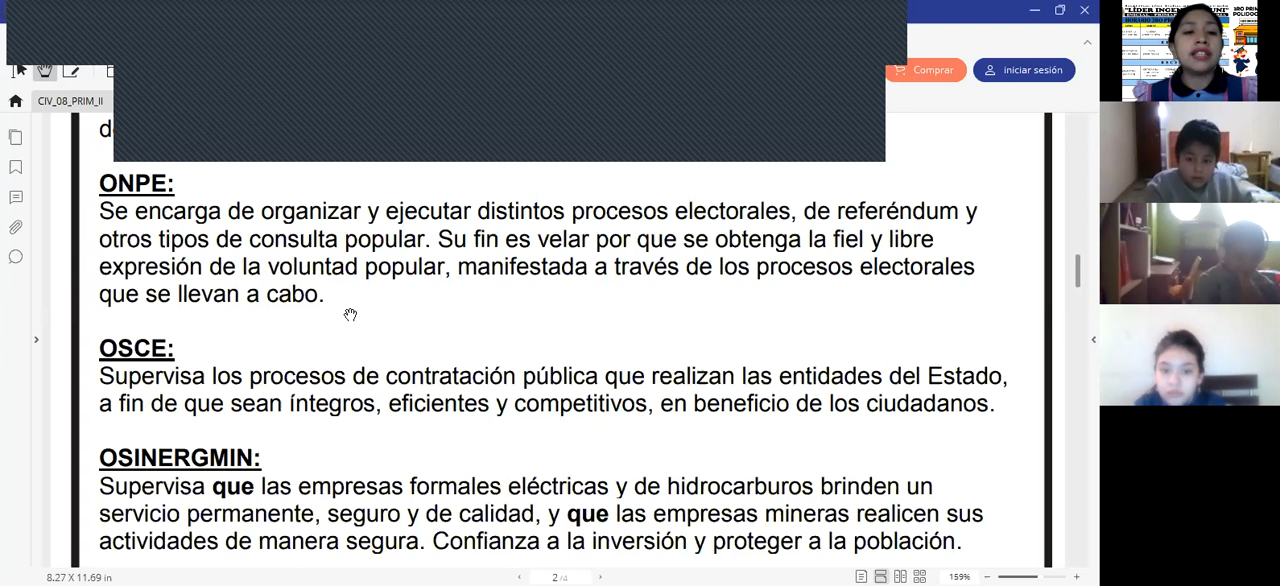 Comprar
iniciar sesión
CIV_08_PRIM_II
ONPE:
Se encarga de organizar y ejecutar distintos procesos electorales, de referéndum y
otros tipos de consulta popular. Su fin es velar por que se obtenga la fiel y libre
expresión de la voluntad popular, manifestada a través de los procesos electorales
que se llevan a cabo.
OSCE:
Supervisa los procesos de contratación pública que realizan las entidades del Estado,
a fin de que sean íntegros, eficientes y competitivos, en beneficio de los ciudadanos.
OSINERGMIN:
Supervisa que las empresas formales eléctricas y de hidrocarburos brinden un
servicio permanente, seguro y de calidad, y que las empresas mineras realicen sus
actividades de manera segura. Confianza a la inversión y proteger a la población.
8.27 X 11.69 in
2 /4
159%